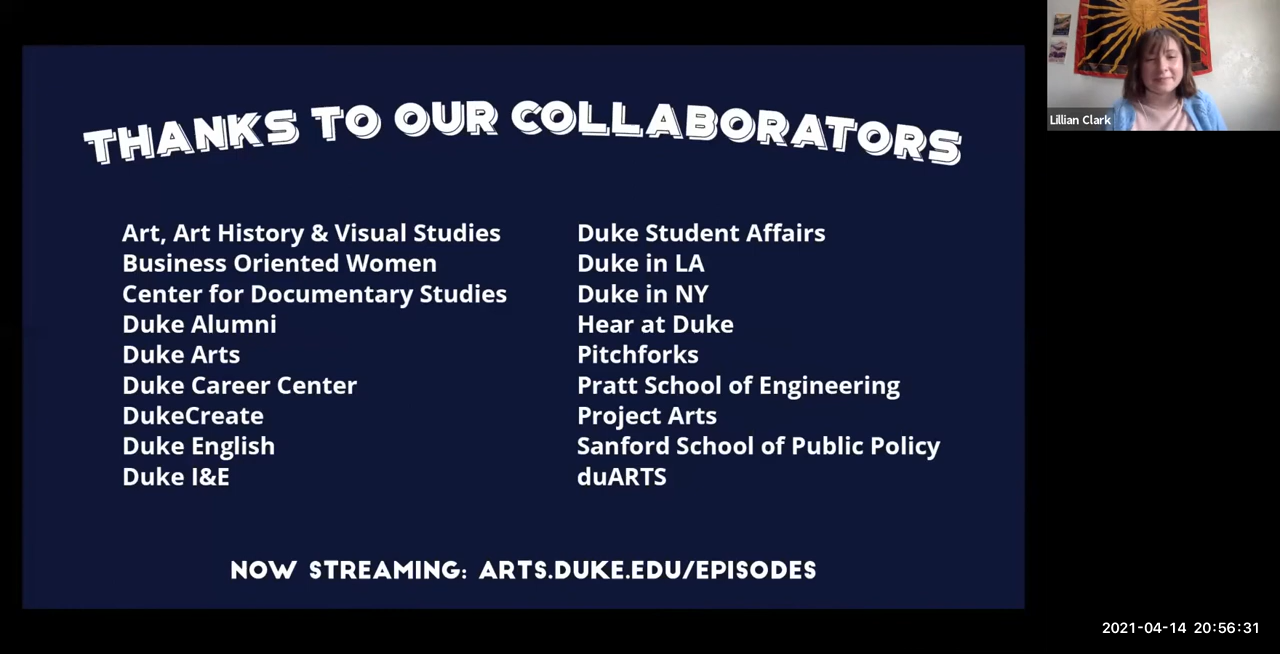 THANKS TO OUR COLLABORATORS
Art, Art History & Visual Studies
Business Oriented Women
Center for Documentary Studies
Duke Alumni
Duke Arts
Duke Career Center
DukeCreate
Duke English
Duke I&E
Duke Student Affairs
Duke in LA
Duke in NY
Hear at Duke
Pitchforks
Pratt School of Engineering
Project Arts
Sanford School of Public Policy
duARTS
NOW STREAMING: ARTS.DUKE.EDU/EPISODES
Lillian Clark
2021-04-14 20:56:31